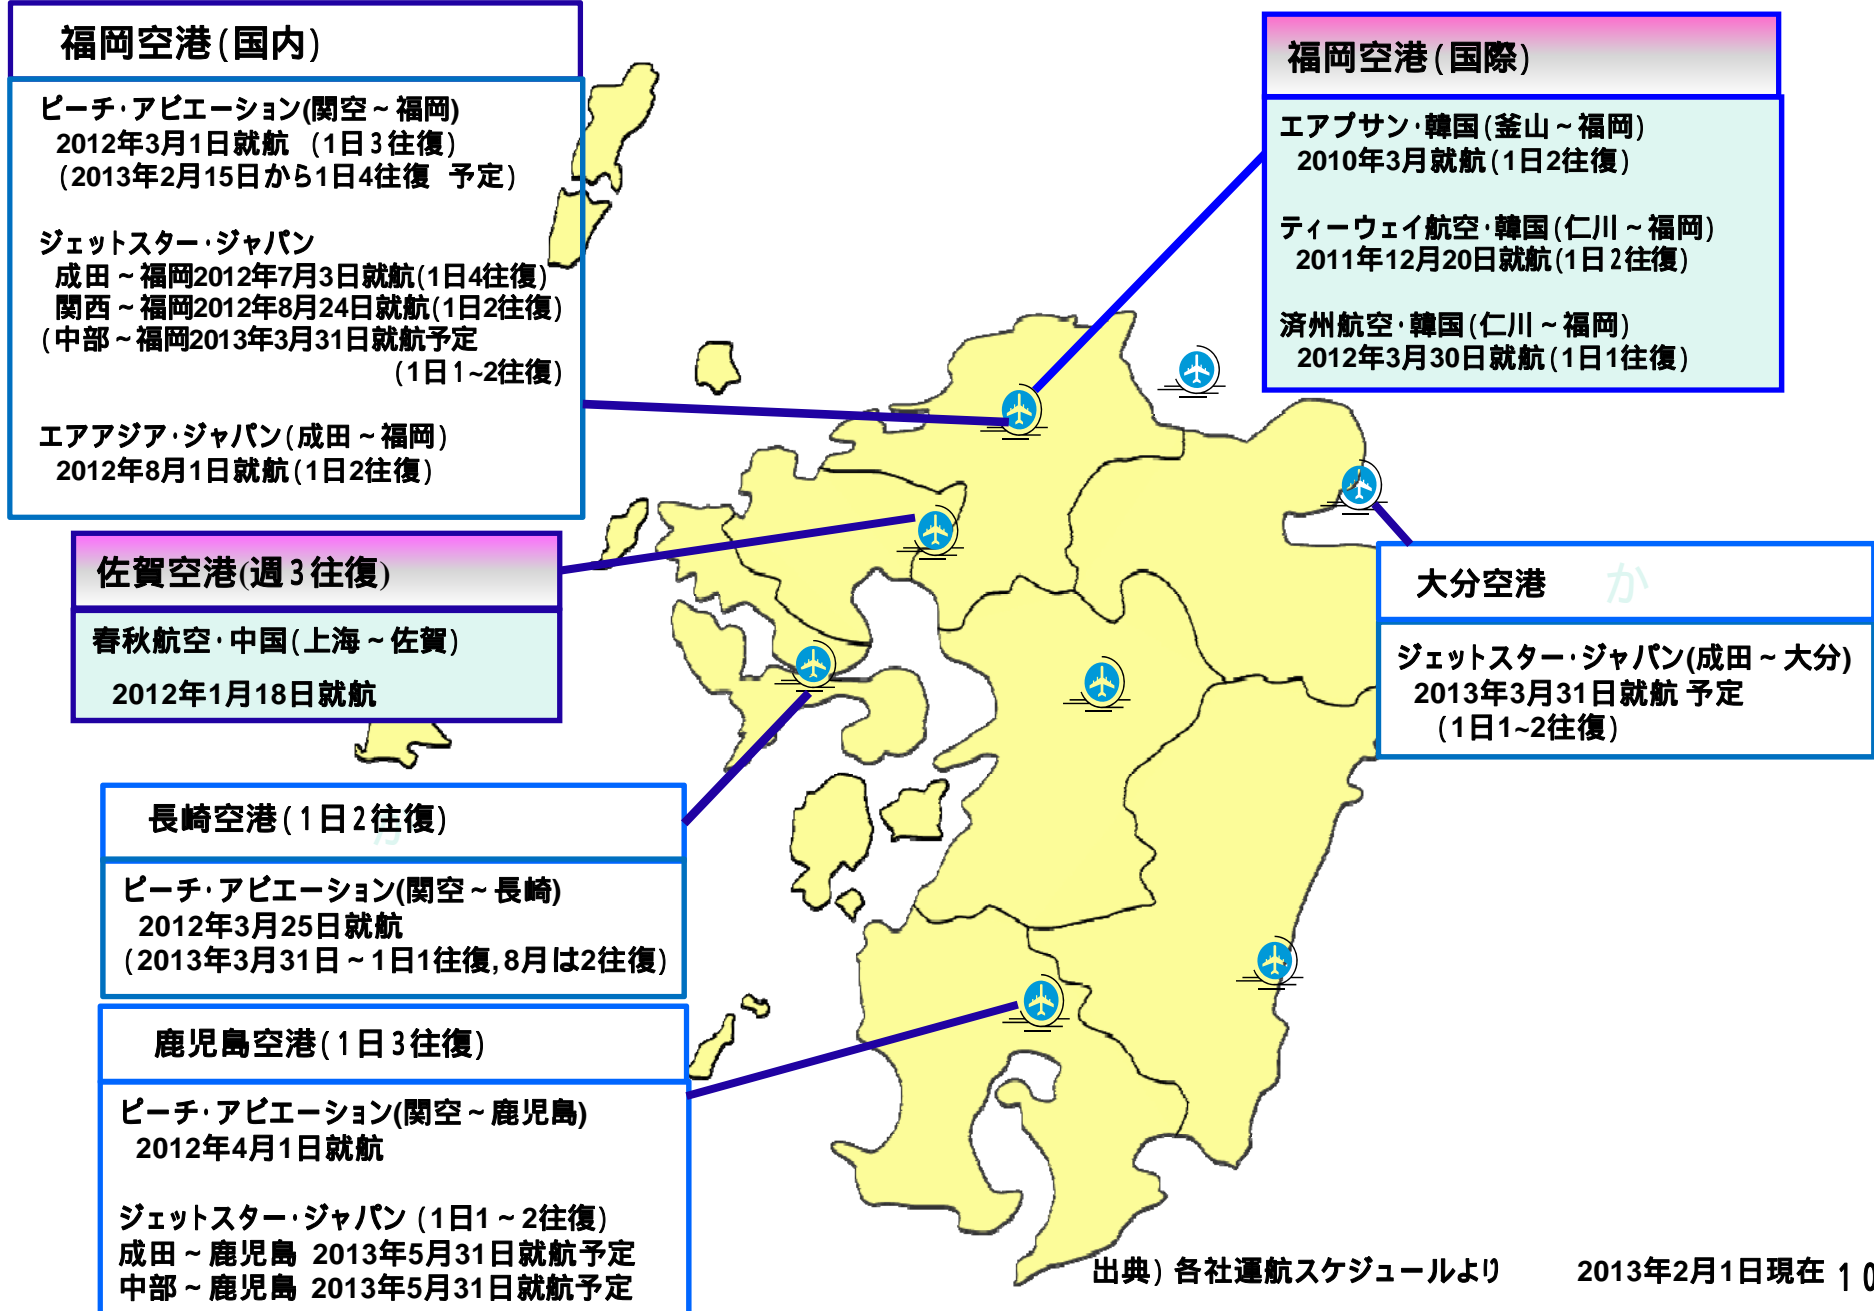 福岡空港(国内)
ピーチ・アビエーション(関空～福岡)
2012年3月1日就航 (1日3往復)
(2013年2月15日から1日4往復 予定)
ジェットスター・ジャパン
成田～福岡2012年7月3日就航(1日4往復)
関西～福岡2012年8月24日就航(1日2往復)
(中部～福岡2013年3月31日就航予定
(1日1~2往復)
エアアジア・ジャパン(成田～福岡)
2012年8月1日就航(1日2往復)
福岡空港(国際)
エアプサン・韓国(釜山～福岡)
2010年3月就航(1日2往復)
ティーウェイ航空・韓国(仁川～福岡)
2011年12月20日就航(1日2往復)
済州航空・韓国(仁川～福岡)
2012年3月30日就航(1日1往復)
佐賀空港(週3往復)
春秋航空・中国(上海～佐賀)
2012年1月18日就航
大分空港 か
ジェットスター・ジャパン(成田～大分)
2013年3月31日就航 予定
(1日1~2往復)
長崎空港(1日2往復)
ピーチ・アビエーション(関空～長崎)
2012年3月25日就航
(2013年3月31日～1日1往復,8月は2往復)
鹿児島空港(1日3往復)
ピーチ・アビエーション(関空～鹿児島)
2012年4月1日就航
ジェットスター・ジャパン (1日1～2往復)
成田～鹿児島 2013年5月31日就航予定
中部～鹿児島 2013年5月31日就航予定
出典) 各社運航スケジュールより 2013年2月1日現在 10